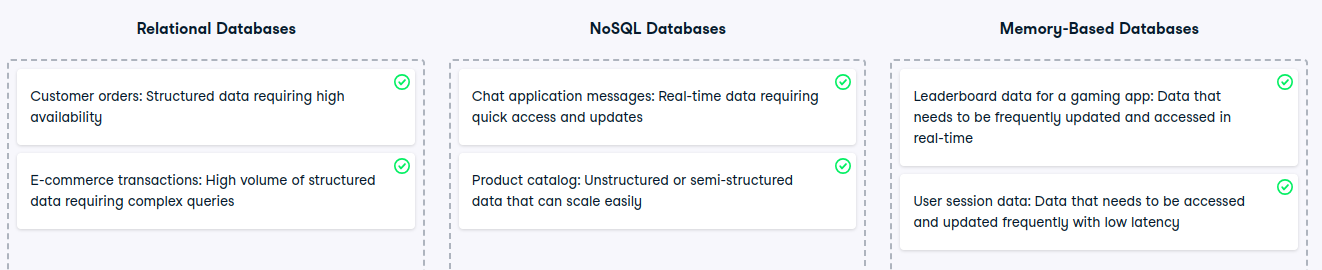 Relational Databases
Customer orders: Structured data requiring high
availability
E-commerce transactions: High volume of structured
data requiring complex queries
NoSQL Databases
Chat application messages: Real-time data requiring
quick access and updates
Product catalog: Unstructured or semi-structured
data that can scale easily
Memory-Based Databases
Leaderboard data for a gaming app: Data that
needs to be frequently updated and accessed in
real-time
User session data: Data that needs to be accessed
and updated frequently with low latency